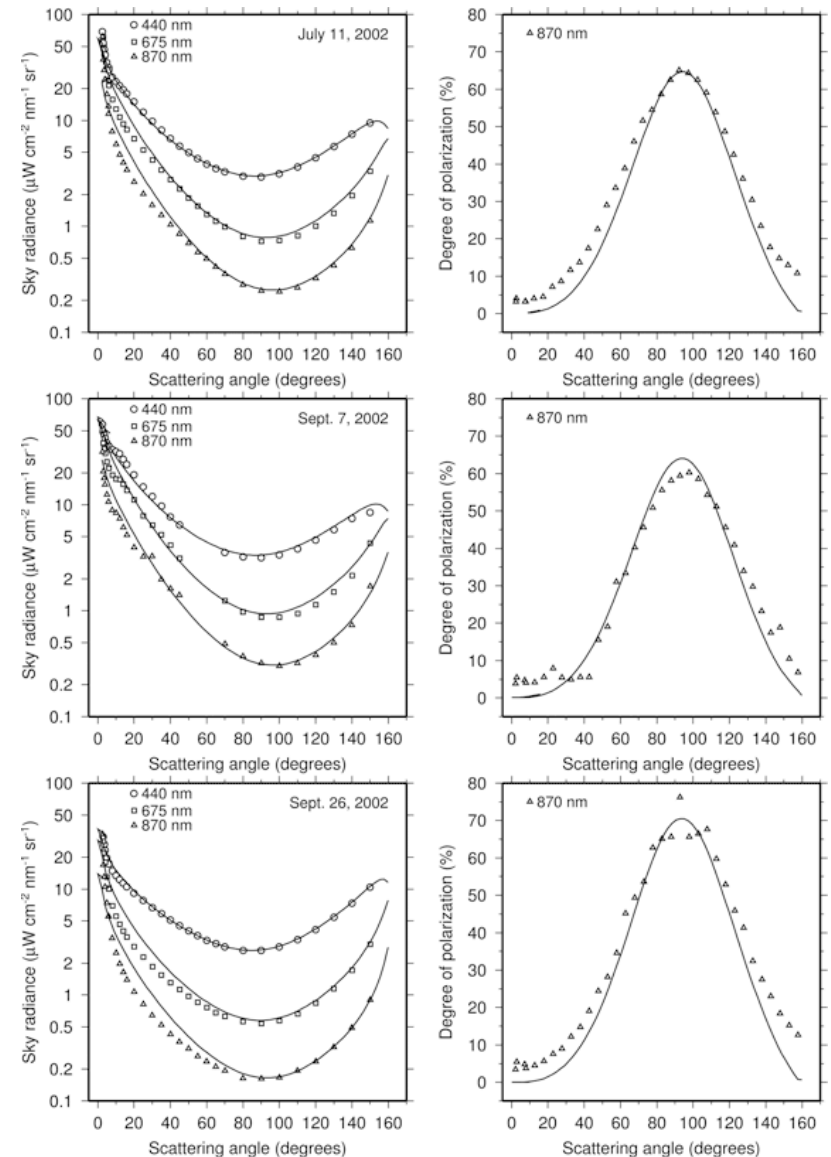 100
50
20
10
5
2
1
0.5
0.2
0.1
Sky radiance (μW cm-2 nm-1 sr-1)
440 nm
675 nm
870 nm
July 11, 2002
0 20 40 60 80 100 120 140 160
Scattering angle (degrees)
80
70
60
50
40
30
20
10
0
Degree of polarization (%)
870 nm
0 20 40 60 80 100 120 140 160
Scattering angle (degrees)
100
50
20
10
5
2
1
0.5
0.2
0.1
Sky radiance (μW cm-2 nm-1 sr-1)
440 nm
675 nm
870 nm
Sept. 7, 2002
0 20 40 60 80 100 120 140 160
Scattering angle (degrees)
80
70
60
50
40
30
20
10
0
Degree of polarization (%)
870 nm
0 20 40 60 80 100 120 140 160
Scattering angle (degrees)
100
50
20
10
5
2
1
0.5
0.2
0.1
Sky radiance (μW cm-2 nm-1 sr-1)
440 nm
675 nm
870 nm
Sept. 26, 2002
0 20 40 60 80 100 120 140 160
Scattering angle (degrees)
80
70
60
50
40
30
20
10
0
Degree of polarization (%)
870 nm
0 20 40 60 80 100 120 140 160
Scattering angle (degrees)